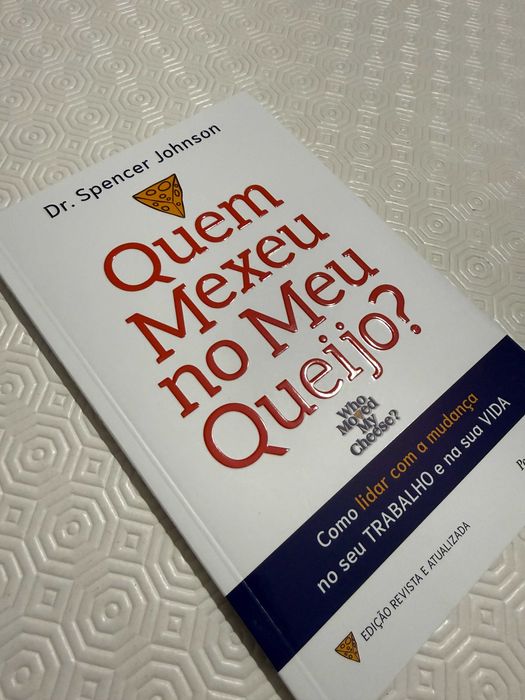 Dr. Spencer Johnson
Quem
Mexeu
no Meu
Queijo?
Who
Moved
My
Cheese?
Como lidar com a mudança
no seu TRABALHO e na sua VIDA
EDIÇÃO REVISTA E ATUALIZADA